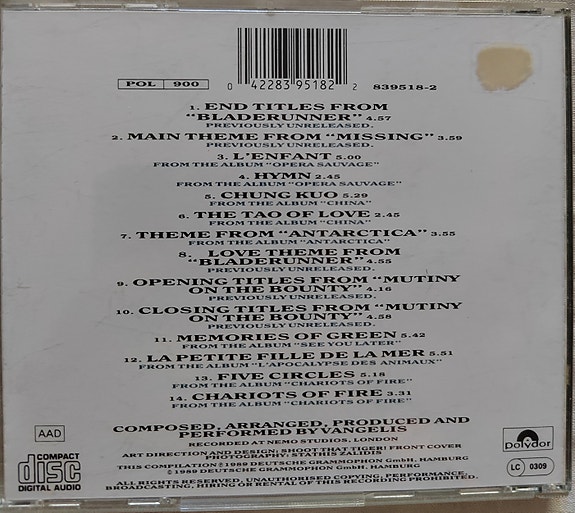 POL 900
0 42283 95182 2
839518-2
1. END TITLES FROM
"BLADERUNNER" 4.57
PREVIOUSLY UNRELEASED.
2. MAIN THEME FROM "MISSING" 3.59
PREVIOUSLY UNRELEASED.
3. L'ENFANT 5.00
FROM THE ALBUM "OPERA SAUVAGE"
4. HYMN 2.45
FROM THE ALBUM "OPERA SAUVAGE"
5. CHUNG KUO 5.29
FROM THE ALBUM "CHINA"
6. THE TAO OF LOVE 2.45
FROM THE ALBUM "CHINA"
7. THEME FROM "ANTARCTICA" 3.55
FROM THE ALBUM "ANTARCTICA"
8. LOVE THEME FROM
"BLADERUNNER" 4.55
PREVIOUSLY UNRELEASED.
9. OPENING TITLES FROM "MUTINY
ON THE BOUNTY" 4.16
PREVIOUSLY UNRELEASED.
10. CLOSING TITLES FROM "MUTINY
ON THE BOUNTY" 4.58
PREVIOUSLY UNRELEASED.
11. MEMORIES OF GREEN 5.42
FROM THE ALBUM "SEE YOU LATER"
12. LA PETITE FILLE DE LA MER 5.51
FROM THE ALBUM "L'APOCALYPSE DES ANIMAUX"
13. FIVE CIRCLES 5.18
FROM THE ALBUM "CHARIOTS OF FIRE"
14. CHARIOTS OF FIRE 3.31
FROM THE ALBUM "CHARIOTS OF FIRE"
COMPOSED, ARRANGED, PRODUCED AND
PERFORMED BY VANGELIS
RECORDED AT NEMO STUDIOS, LONDON
ART DIRECTION AND DESIGN; SHOOT THAT TIGER! FRONT COVER
PHOTOGRAPHY: STATHIS ZALIDIS
THIS COMPILATION ℗ 1989 DEUTSCHE GRAMMOPHON GmbH, HAMBURG
© 1989 DEUTSCHE GRAMMOPHON GmbH, HAMBURG
ALL RIGHTS RESERVED. UNAUTHORISED COPYING, PERFORMANCE,
BROADCASTING, HIRING OR RENTAL OF THIS RECORDING PROHIBITED.
AAD
COMPACT
disc
DIGITAL AUDIO
polydor
LC 0309